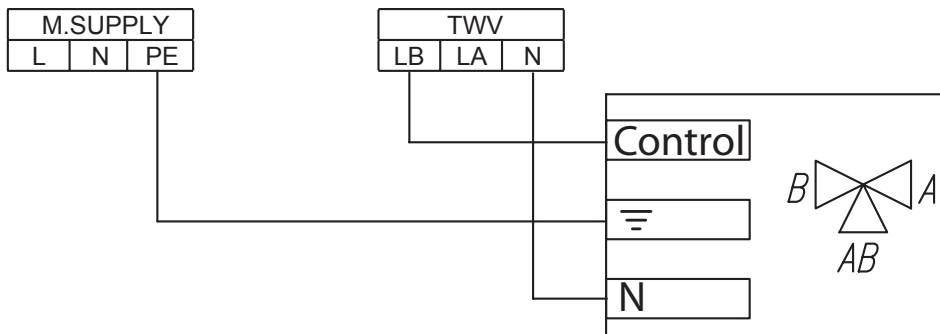 M.SUPPLY
L N PE
TWV
LB LA N
Control
N
B A
AB